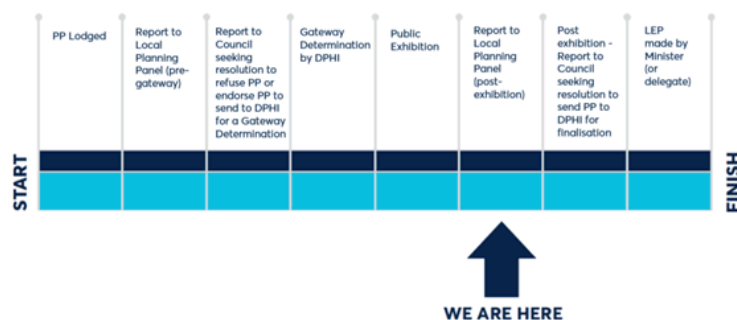 PP Lodged
Report to
Local
Planning
Panel (pre-
gateway)
Report to
Council
seeking
resolution to
refuse PP or
endorse PP to
send to DPHI
for a Gateway
Determination
Gateway
Determination
by DPHI
Public
Exhibition
Report to
Local
Planning
Panel
(post-
exhibition)
Post
exhibition -
Report to
Council
seeking
resolution to
send PP to
DPHI for
finalisation
LEP
made by
Minister
(or
delegate)
START
FINISH
WE ARE HERE